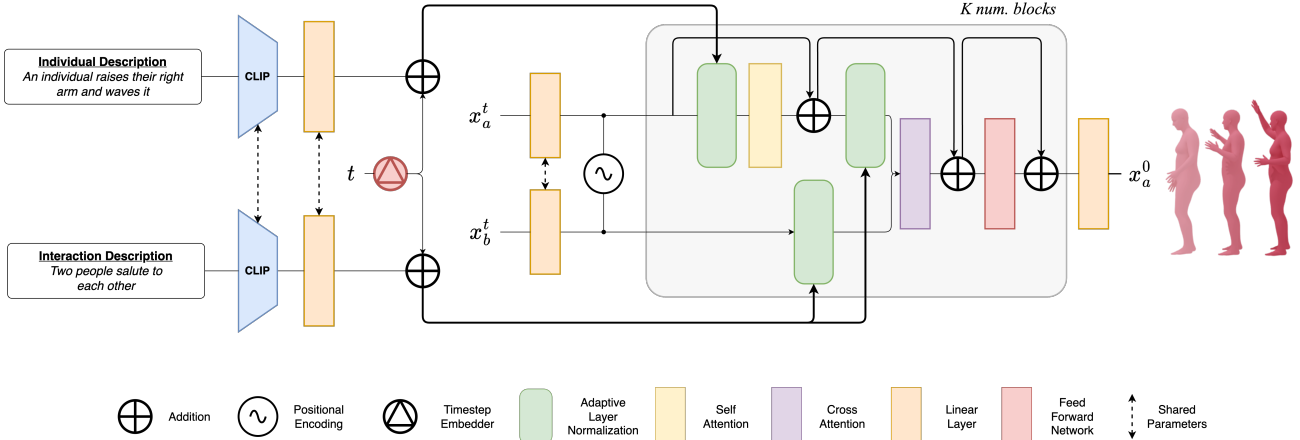 K num. blocks
Individual Description
An individual raises their right
arm and waves it
CLIP
t
Interaction Description
Two people salute to
each other
CLIP
x_a^t
x_b^t
x_a^0
Addition
Positional
Encoding
Timestep
Embedder
Adaptive
Layer
Normalization
Self
Attention
Cross
Attention
Linear
Layer
Feed
Forward
Network
Shared
Parameters